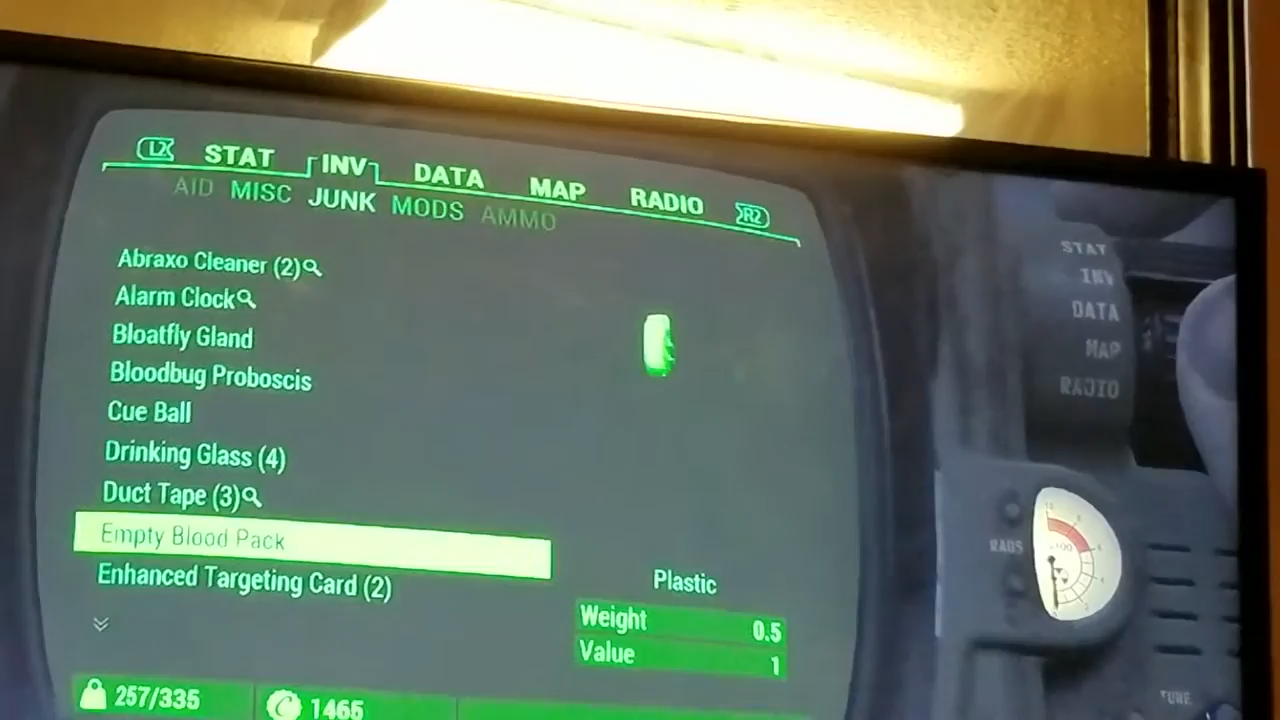 L2 STAT INV DATA MAP RADIO R2
AID MISC JUNK MODS AMMO
Abraxo Cleaner (2)
Alarm Clock
Bloatfly Gland
Bloodbug Proboscis
Cue Ball
Drinking Glass (4)
Duct Tape (3)
Empty Blood Pack
Enhanced Targeting Card (2)
Plastic
Weight 0.5
Value 1
257/335 1465
STAT
INV
DATA
MAP
RADIO
RADS
TUNE